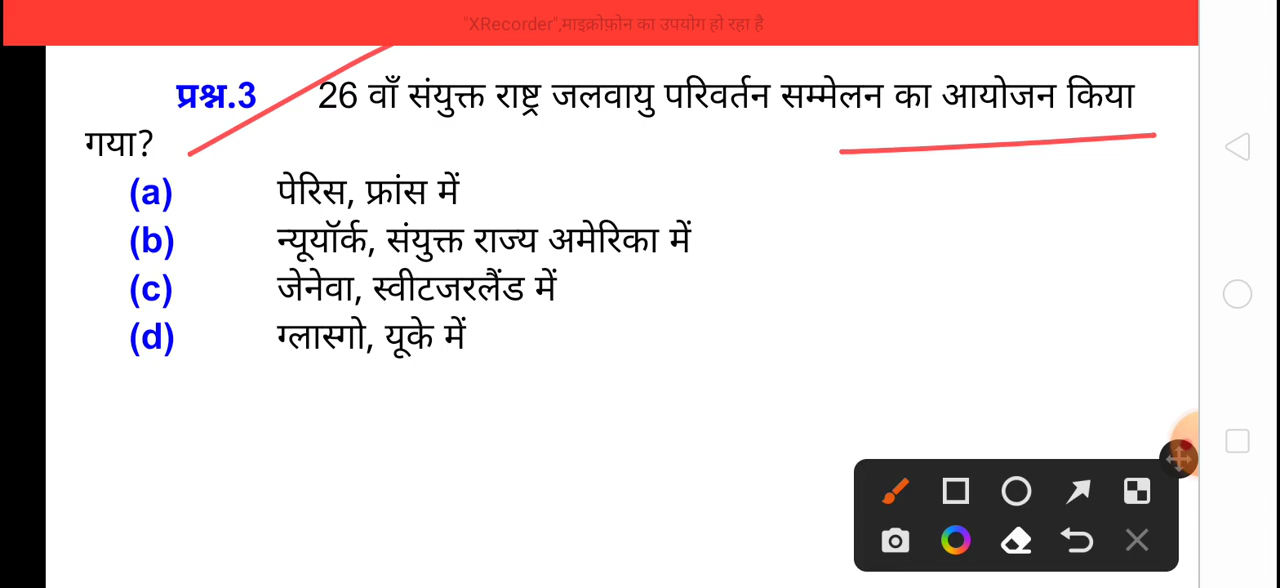 "XRecorder",माइक्रोफ़ोन का उपयोग हो रहा है
प्रश्न.3 26 वाँ संयुक्त राष्ट्र जलवायु परिवर्तन सम्मेलन का आयोजन किया
गया?
(a) पेरिस, फ्रांस में
(b) न्यूयॉर्क, संयुक्त राज्य अमेरिका में
(c) जेनेवा, स्वीटजरलैंड में
(d) ग्लास्गो, यूके में